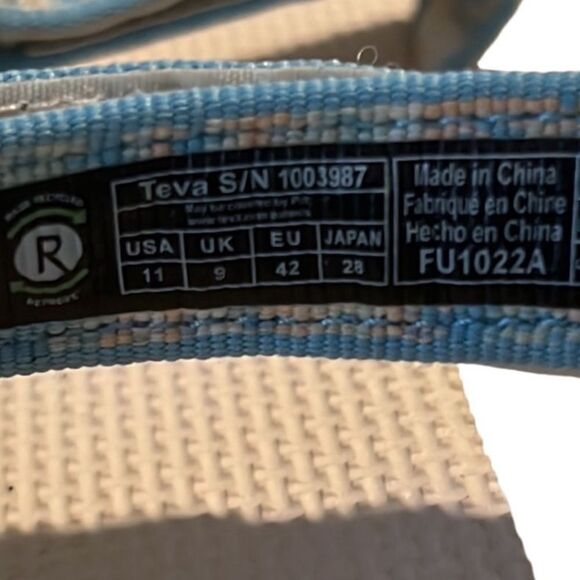 R
Teva S/N 1003987
USA UK EU JAPAN
11 9 42 28
Made in China
Fabriqué en Chine
Hecho en China
FU1022A